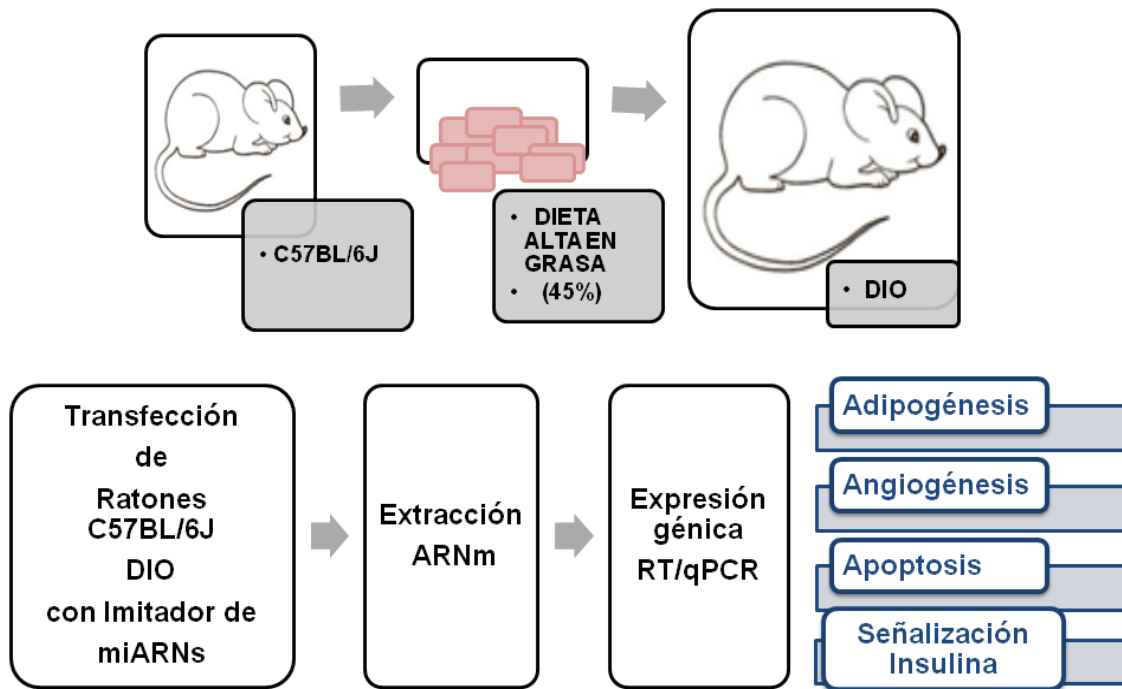 • C57BL/6J
• DIETA
ALTA EN
GRASA
• (45%)
• DIO
Transfección
de
Ratones
C57BL/6J
DIO
con Imitador de
miARNs
Extracción
ARNm
Expresión
génica
RT/qPCR
Adipogénesis
Angiogénesis
Apoptosis
Señalización
Insulina